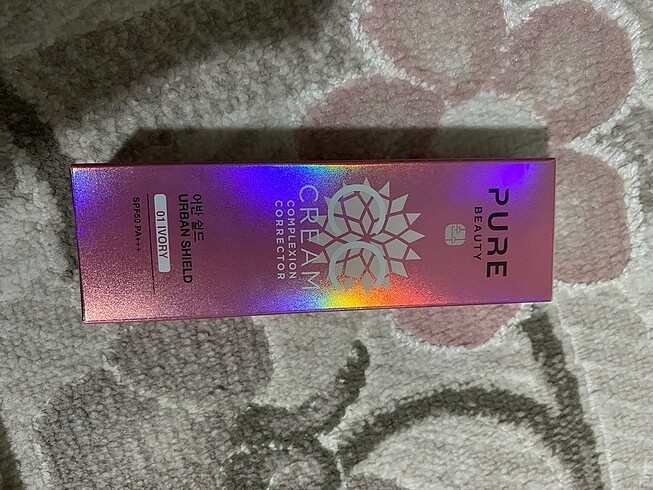 PURE
BEAUTY
CC
CREAM
COMPLEXION
CORRECTOR
어반 쉴드
URBAN SHIELD
01 IVORY
SPF50 PA+++